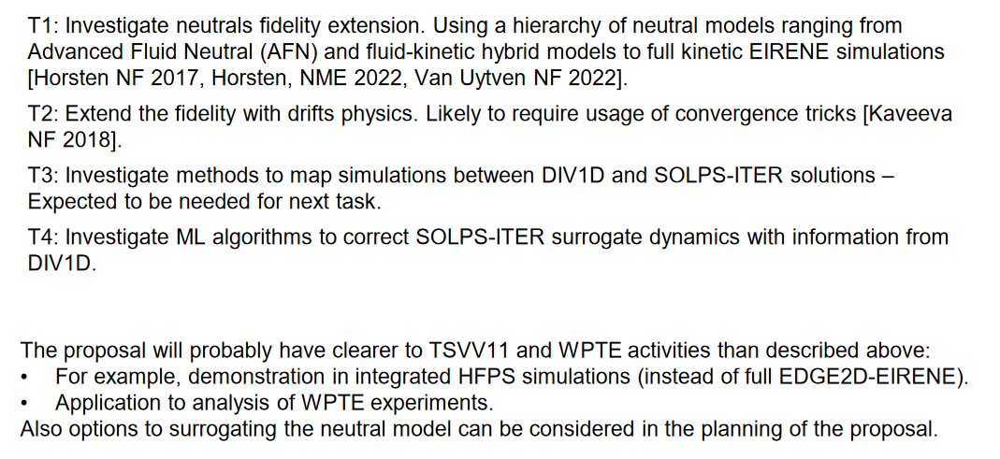 T1: Investigate neutrals fidelity extension. Using a hierarchy of neutral models ranging from
Advanced Fluid Neutral (AFN) and fluid-kinetic hybrid models to full kinetic EIRENE simulations
[Horsten NF 2017, Horsten, NME 2022, Van Uytven NF 2022].
T2: Extend the fidelity with drifts physics. Likely to require usage of convergence tricks [Kaveeva
NF 2018].
T3: Investigate methods to map simulations between DIV1D and SOLPS-ITER solutions –
Expected to be needed for next task.
T4: Investigate ML algorithms to correct SOLPS-ITER surrogate dynamics with information from
DIV1D.
The proposal will probably have clearer to TSVV11 and WPTE activities than described above:
• For example, demonstration in integrated HFPS simulations (instead of full EDGE2D-EIRENE).
• Application to analysis of WPTE experiments.
Also options to surrogating the neutral model can be considered in the planning of the proposal.